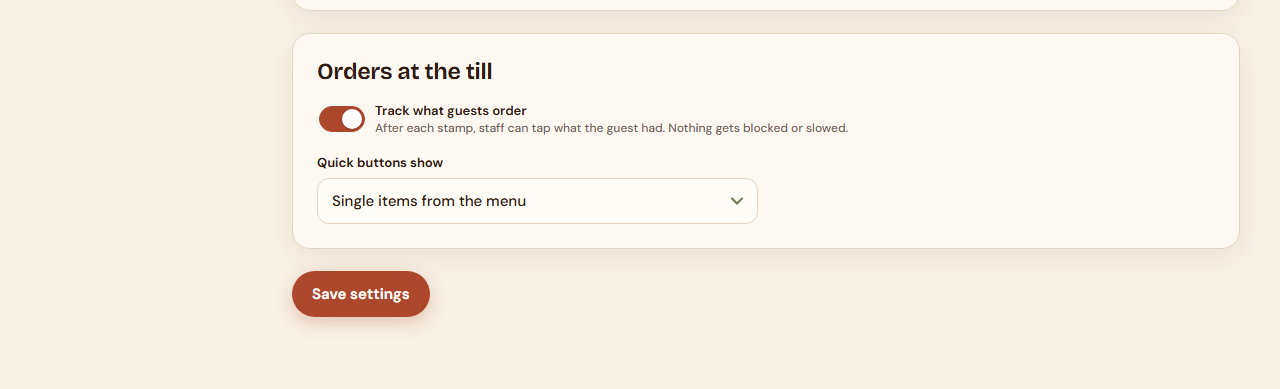 Orders at the till
Track what guests order
After each stamp, staff can tap what the guest had. Nothing gets blocked or slowed.
Quick buttons show
Single items from the menu
Save settings